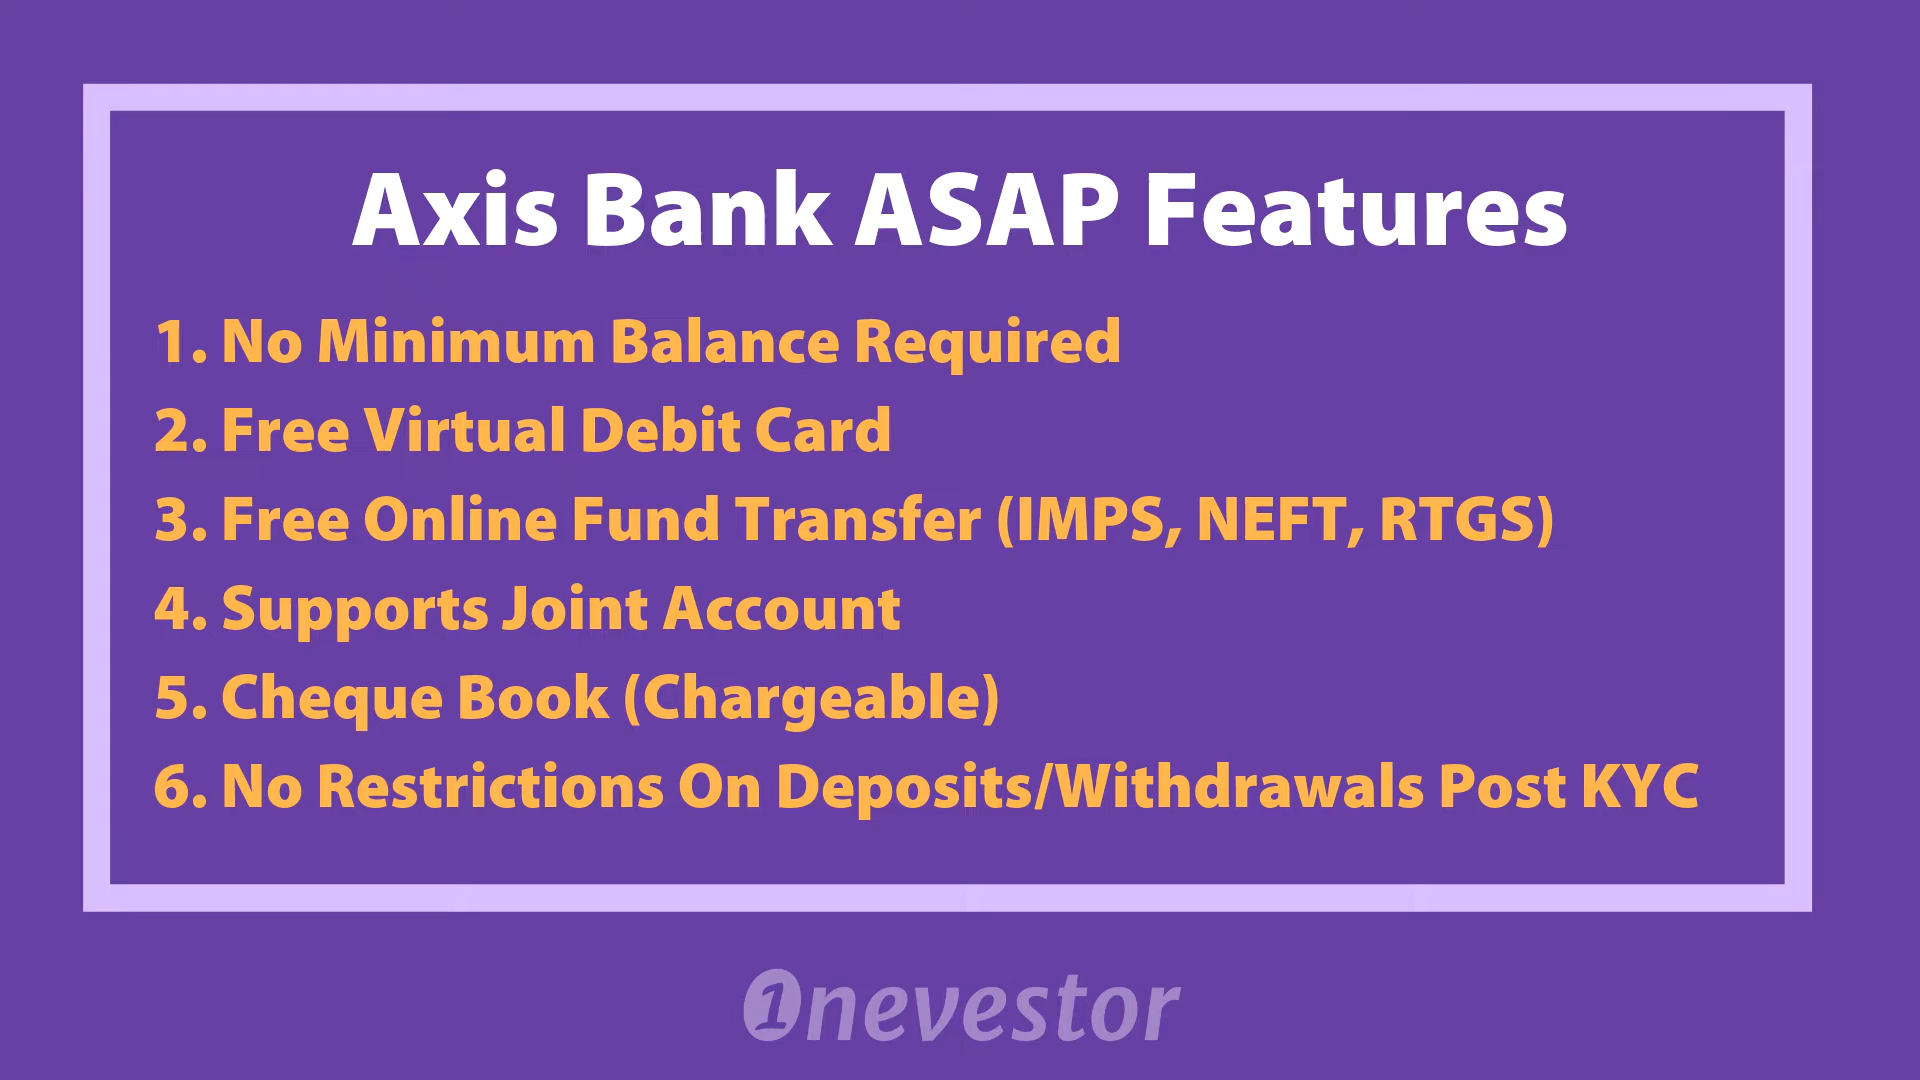 Axis Bank ASAP Features
1. No Minimum Balance Required
2. Free Virtual Debit Card
3. Free Online Fund Transfer (IMPS, NEFT, RTGS)
4. Supports Joint Account
5. Cheque Book (Chargeable)
6. No Restrictions On Deposits/Withdrawals Post KYC
1nevestor